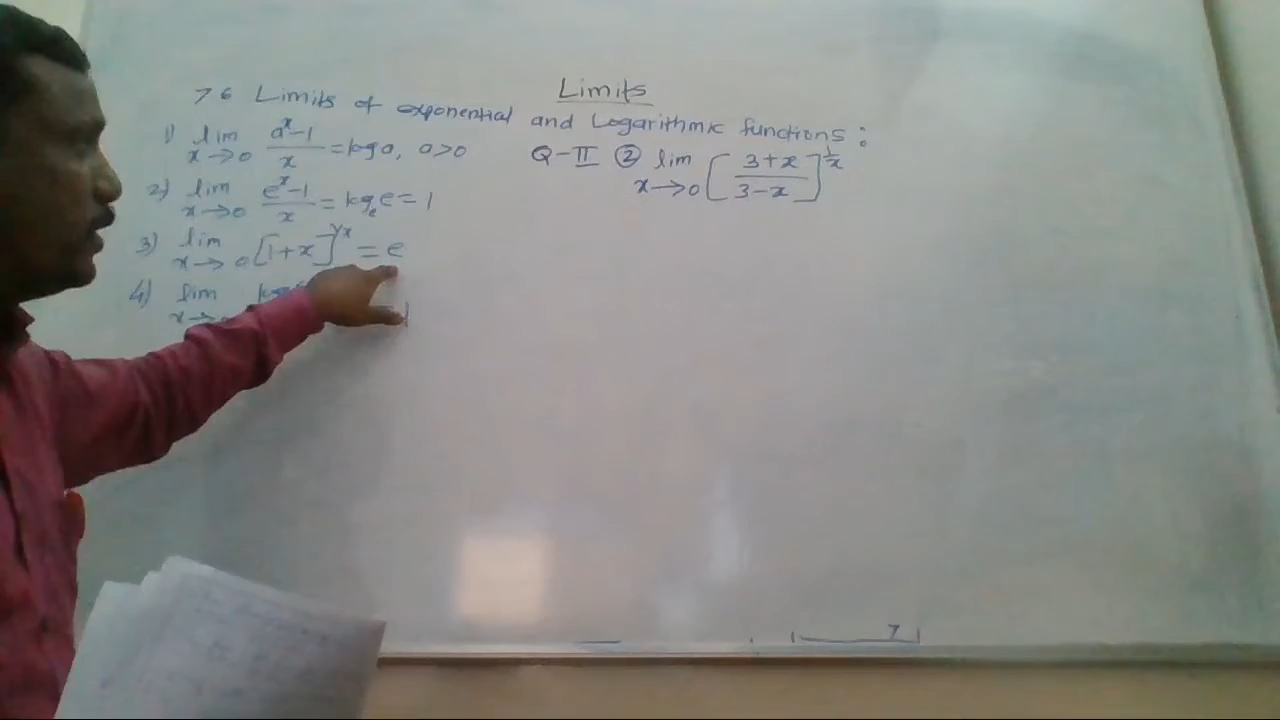 Limits
7 6 Limits of exponential and Logarithmic functions:
1) lim x→0 (a^x-1)/x = log a, a>0
2) lim x→0 (e^x-1)/x = log_e e = 1
3) lim x→0 [1+x]^1/x = e
4) lim x→
Q-II ② lim x→0 [(3+x)/(3-x)]^1/x
7